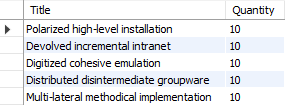 Title Quantity
Polarized high-level installation 10
Devolved incremental intranet 10
Digitized cohesive emulation 10
Distributed disintermediate groupware 10
Multi-lateral methodical implementation 10